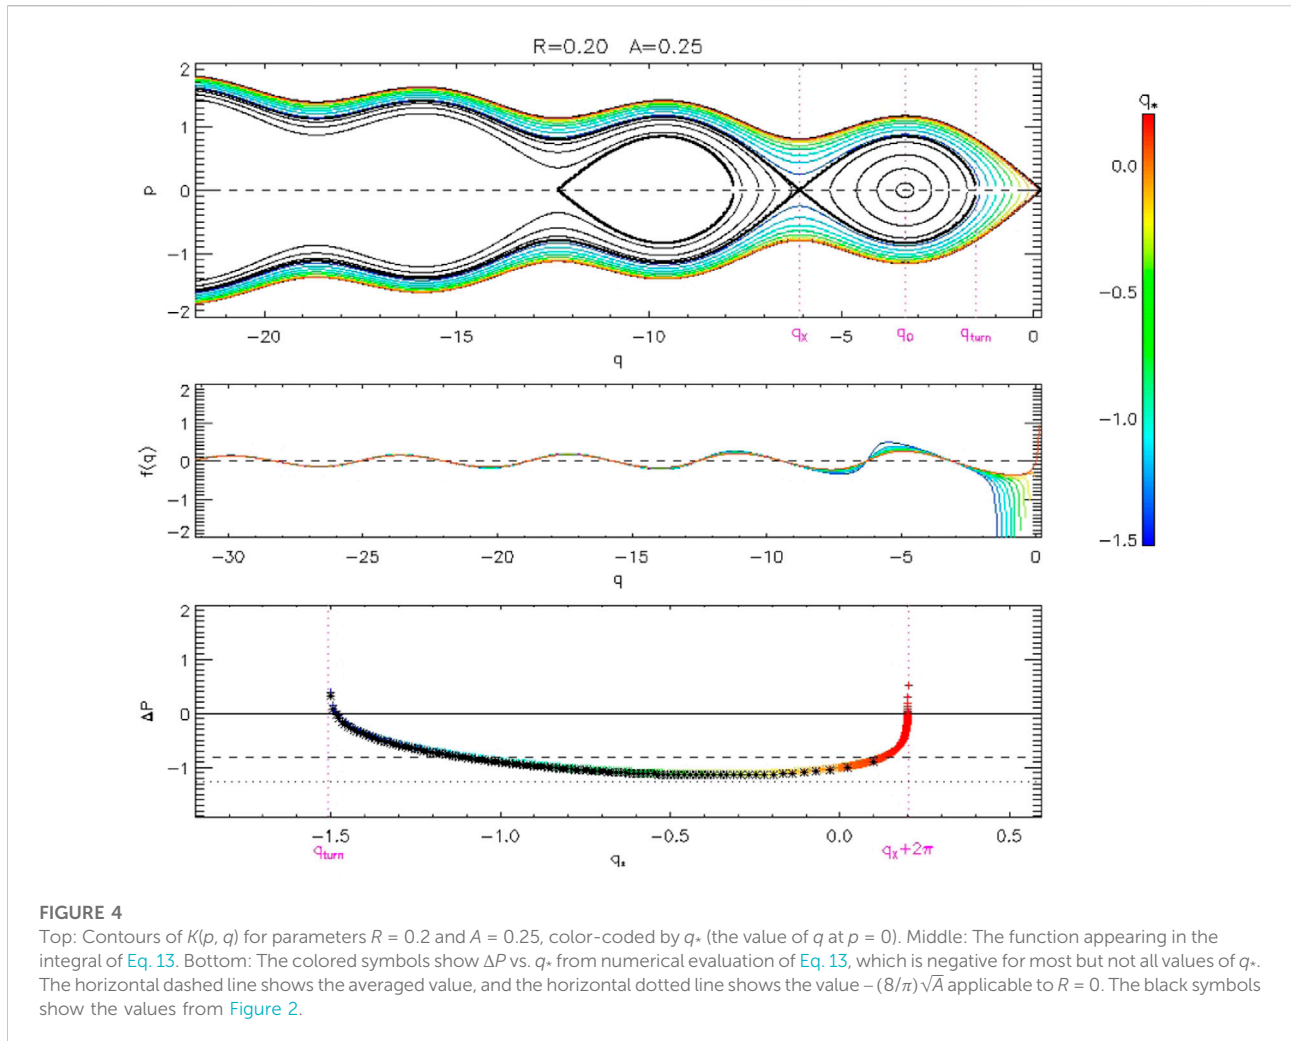 R=0.20 A=0.25
2
1
0
−1
−2
P
−20
−15
−10
qX
−5
qO
qturn
0
q
q*
0.0
−0.5
−1.0
−1.5
2
1
0
−1
−2
f(q)
−30
−25
−20
−15
−10
−5
0
q
2
1
0
−1
ΔP
−1.5
−1.0
−0.5
0.0
0.5
qturn
q*
qX+2π
FIGURE 4
Top: Contours of K(p, q) for parameters R = 0.2 and A = 0.25, color-coded by q⋆ (the value of q at p = 0). Middle: The function appearing in the
integral of Eq. 13. Bottom: The colored symbols show ΔP vs. q⋆ from numerical evaluation of Eq. 13, which is negative for most but not all values of q⋆.
The horizontal dashed line shows the averaged value, and the horizontal dotted line shows the value −(8/π)√A applicable to R = 0. The black symbols
show the values from Figure 2.